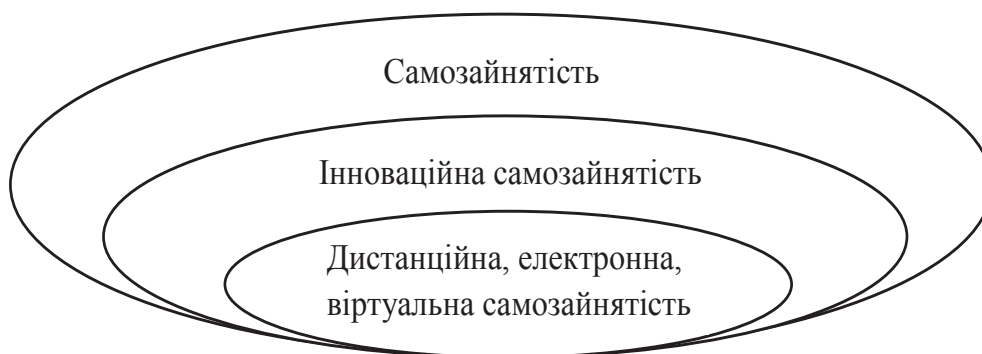 Самозайнятість
Інноваційна самозайнятість
Дистанційна, електронна,
віртуальна самозайнятість